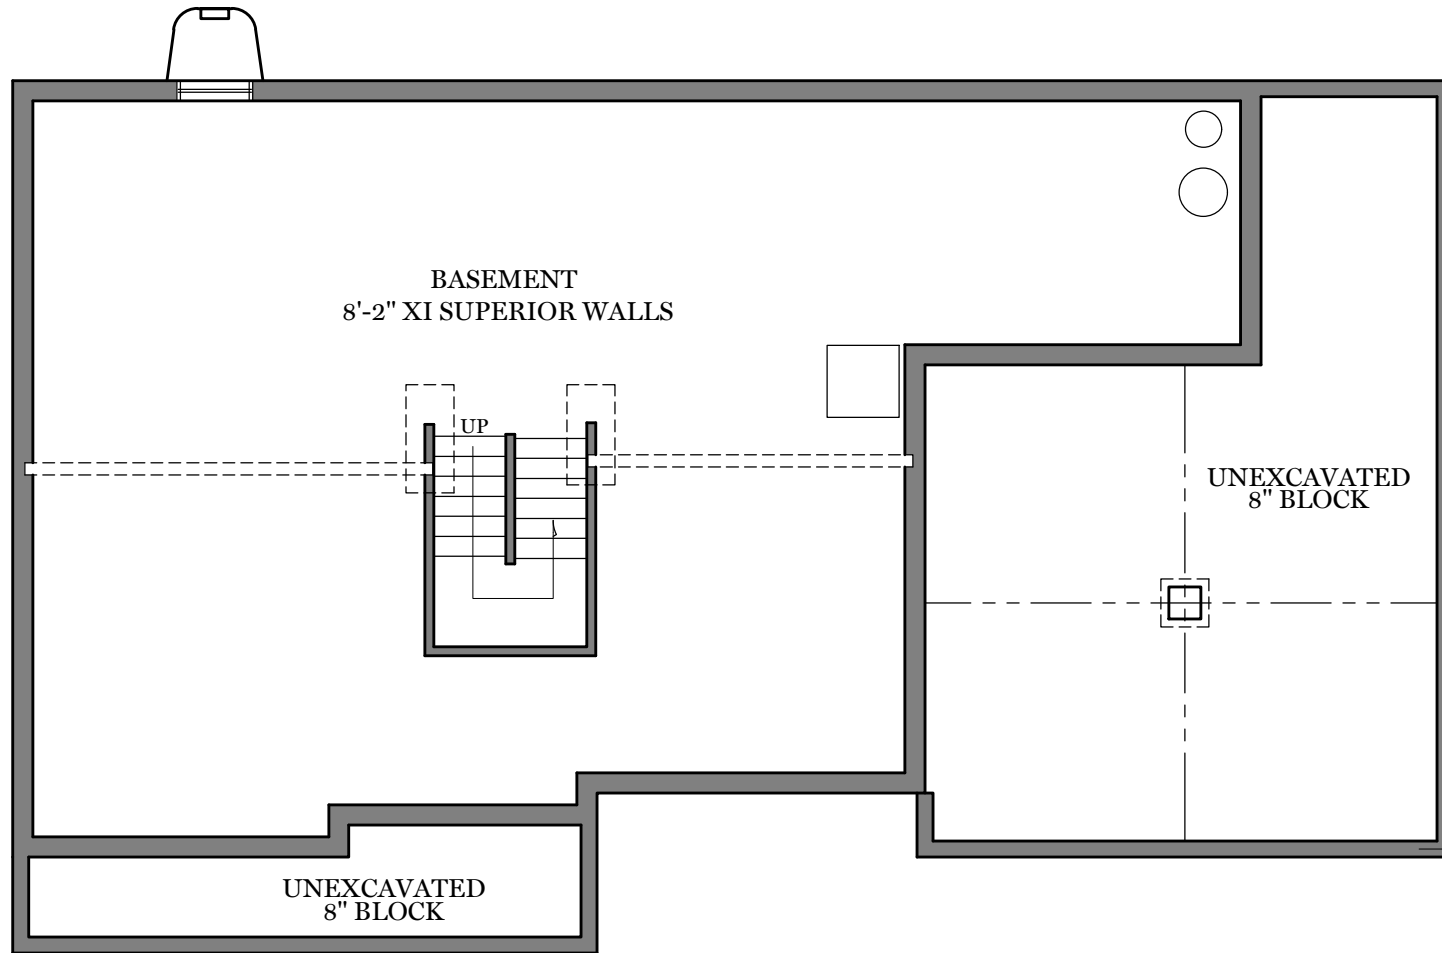 BASEMENT
8'-2" XI SUPERIOR WALLS
UP
UNEXCAVATED
8" BLOCK
UNEXCAVATED
8" BLOCK